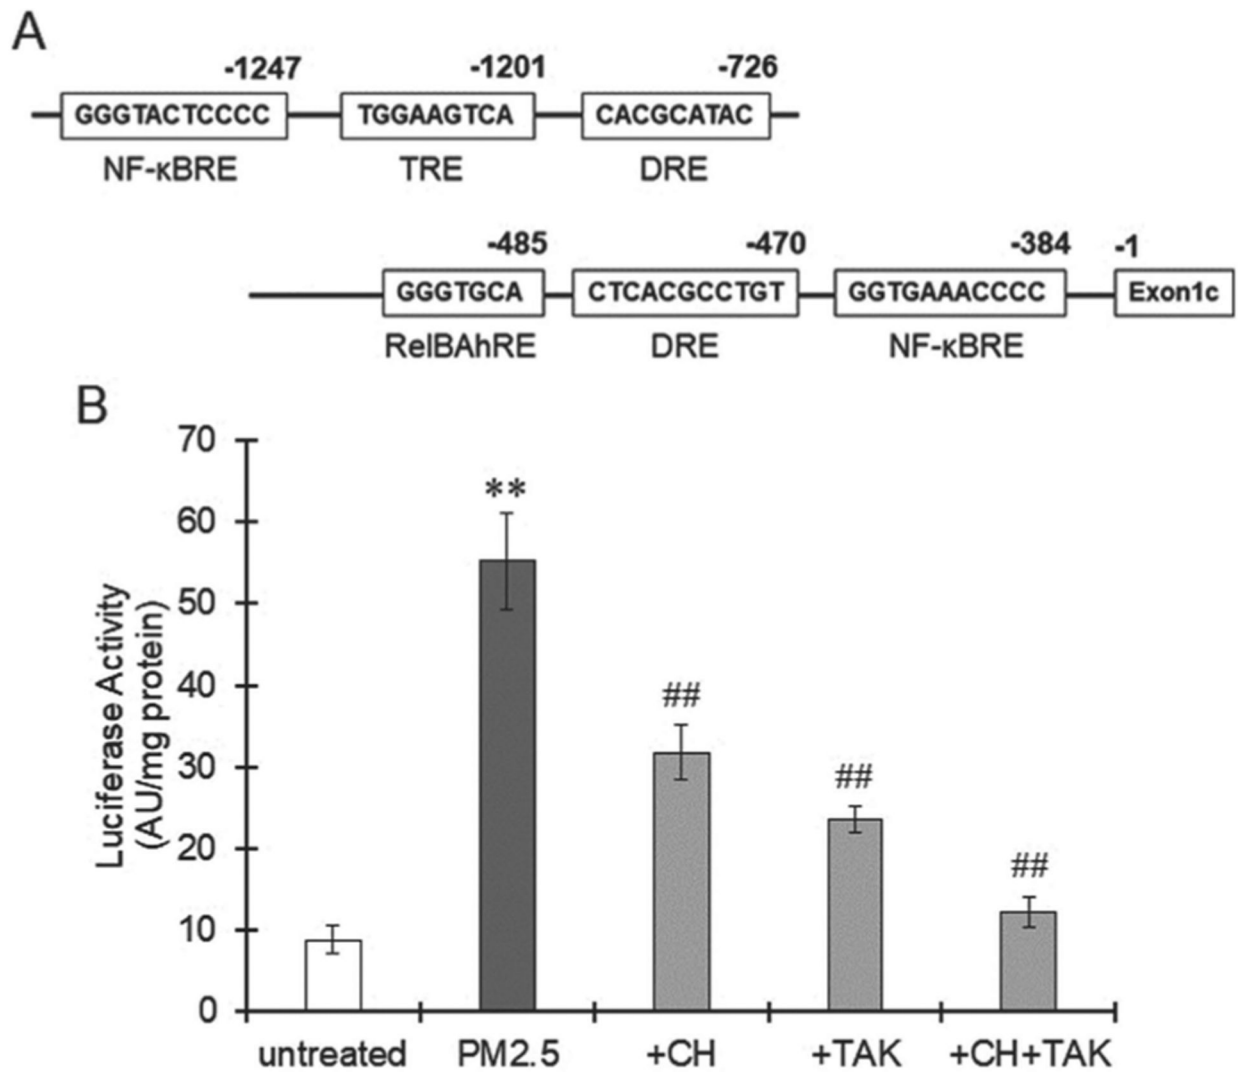 A
-1247 -1201 -726
GGGTACTCCCC TGGAAGTCA CACGCATAC
NF-κBRE TRE DRE
-485 -470 -384 -1
GGGTGCA CTCACGCCTGT GGTGAAACCCC Exon1c
RelBAhRE DRE NF-κBRE
B
Luciferase Activity
(AU/mg protein)
70
60
50
40
30
20
10
0
**
##
##
##
untreated PM2.5 +CH +TAK +CH+TAK